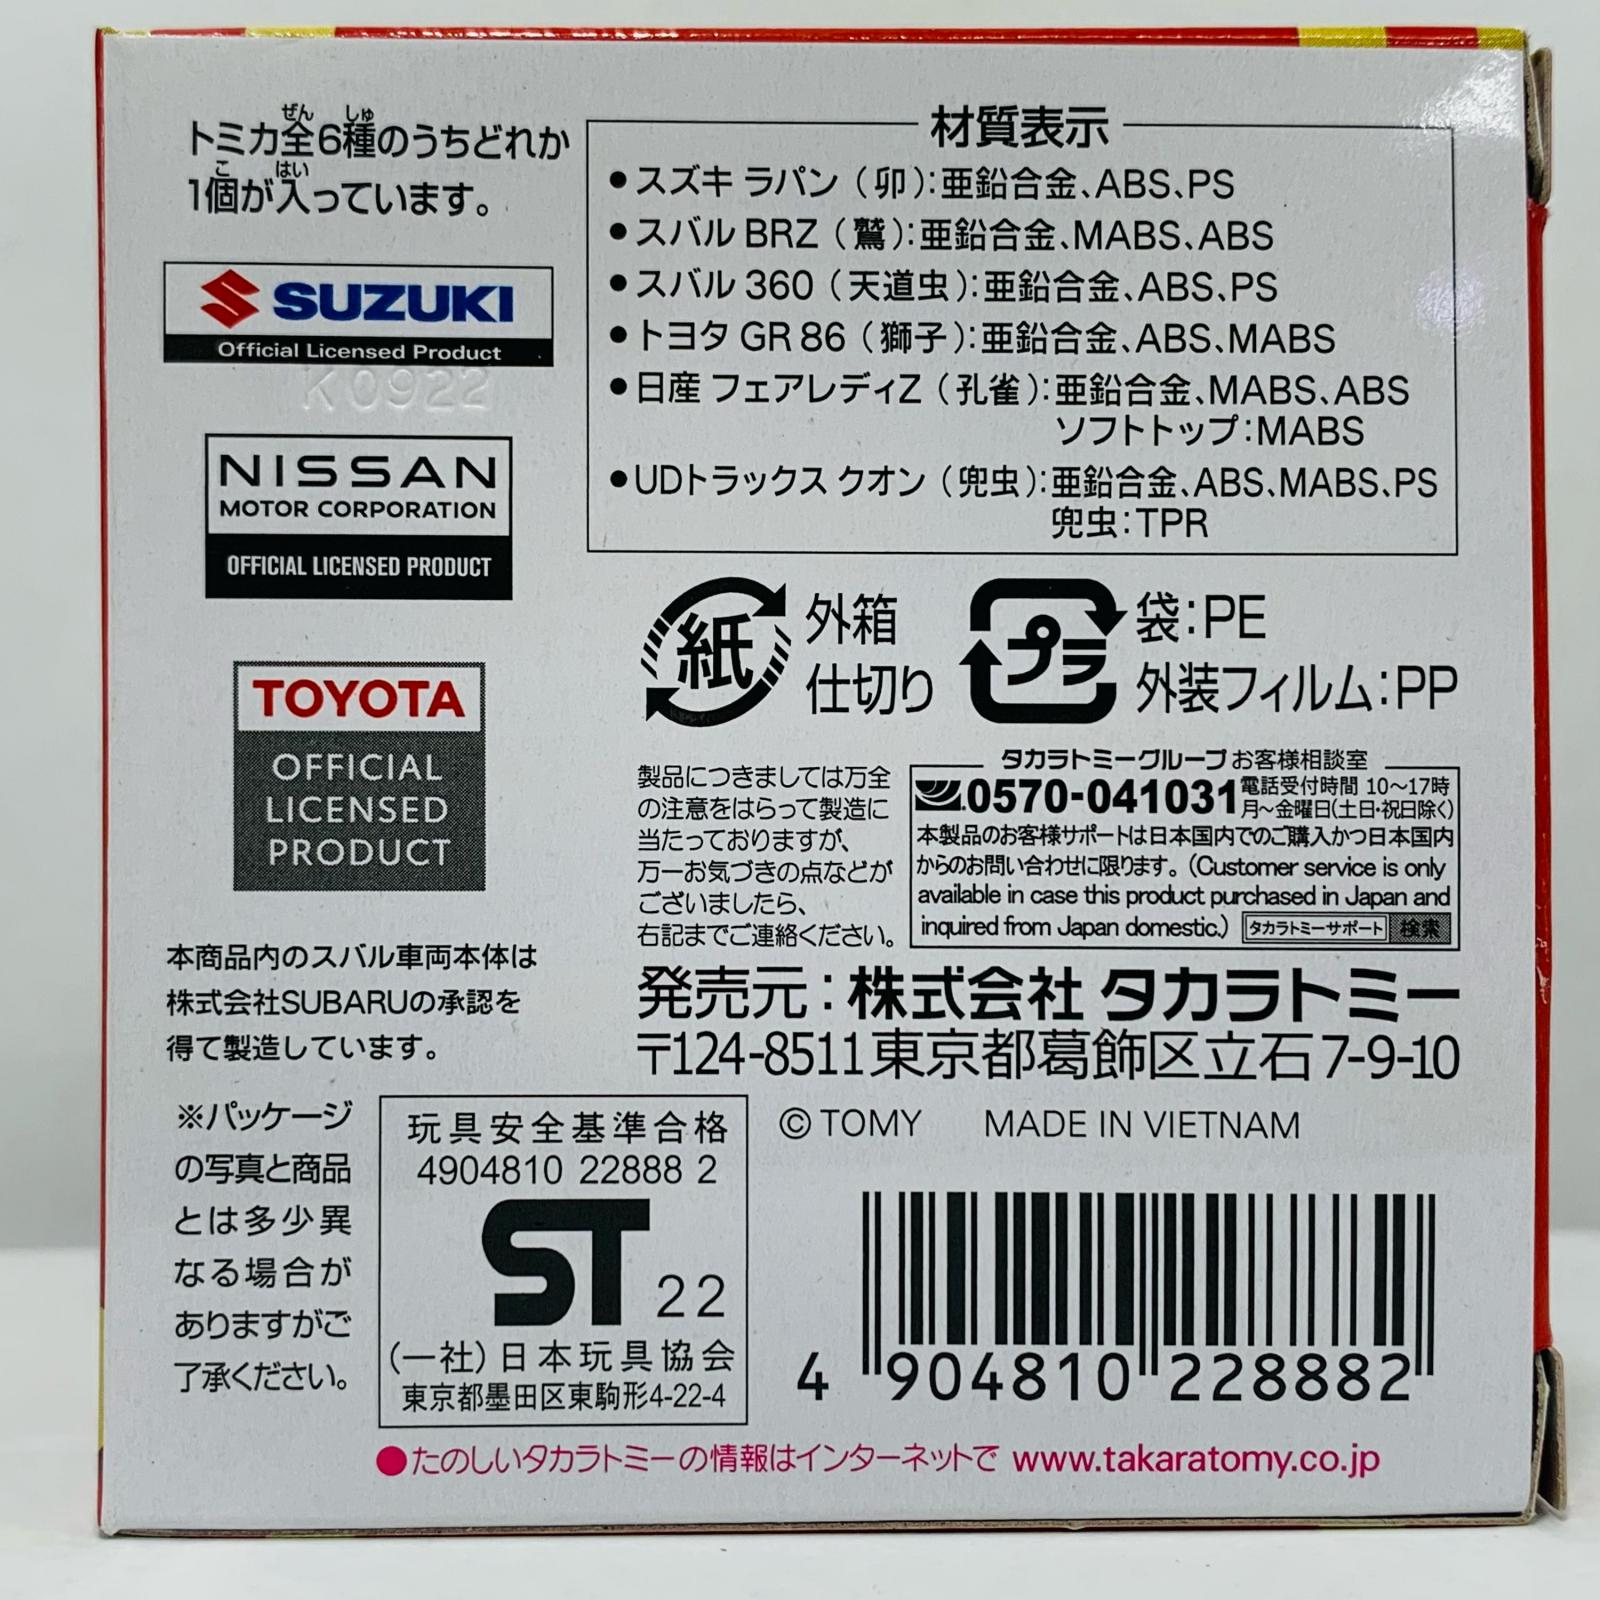 トミカ全6種のうちどれか
1個が入っています。
ぜん しゅ
こ はい
SUZUKI
Official Licensed Product
K0922
NISSAN
MOTOR CORPORATION
OFFICIAL LICENSED PRODUCT
TOYOTA
OFFICIAL
LICENSED
PRODUCT
本商品内のスバル車両本体は
株式会社SUBARUの承認を
得て製造しています。
材質表示
●スズキ ラパン(卯):亜鉛合金、ABS、PS
●スバル BRZ(鷲):亜鉛合金、MABS、ABS
●スバル 360(天道虫):亜鉛合金、ABS、PS
●トヨタ GR 86(獅子):亜鉛合金、ABS、MABS
●日産 フェアレディZ(孔雀):亜鉛合金、MABS、ABS
ソフトトップ:MABS
●UDトラックス クオン(兜虫):亜鉛合金、ABS、MABS、PS
兜虫:TPR
紙
外箱
仕切り
プラ
袋:PE
外装フィルム:PP
製品につきましては万全
の注意をはらって製造に
当たっておりますが、
万一お気づきの点などが
ございましたら、
右記までご連絡ください。
タカラトミーグループお客様相談室
0570-041031
電話受付時間 10〜17時
月〜金曜日(土日・祝日除く)
本製品のお客様サポートは日本国内でのご購入かつ日本国内
からのお問い合わせに限ります。(Customer service is only
available in case this product purchased in Japan and
inquired from Japan domestic.) タカラトミーサポート 検索
発売元:株式会社 タカラトミー
〒124-8511東京都葛飾区立石7-9-10
© TOMY MADE IN VIETNAM
※パッケージ
の写真と商品
とは多少異
なる場合が
ありますがご
了承ください。
玩具安全基準合格
4904810 22888 2
ST 22
(一社)日本玩具協会
東京都墨田区東駒形4-22-4
4 904810 228882
●たのしいタカラトミーの情報はインターネットで www.takaratomy.co.jp